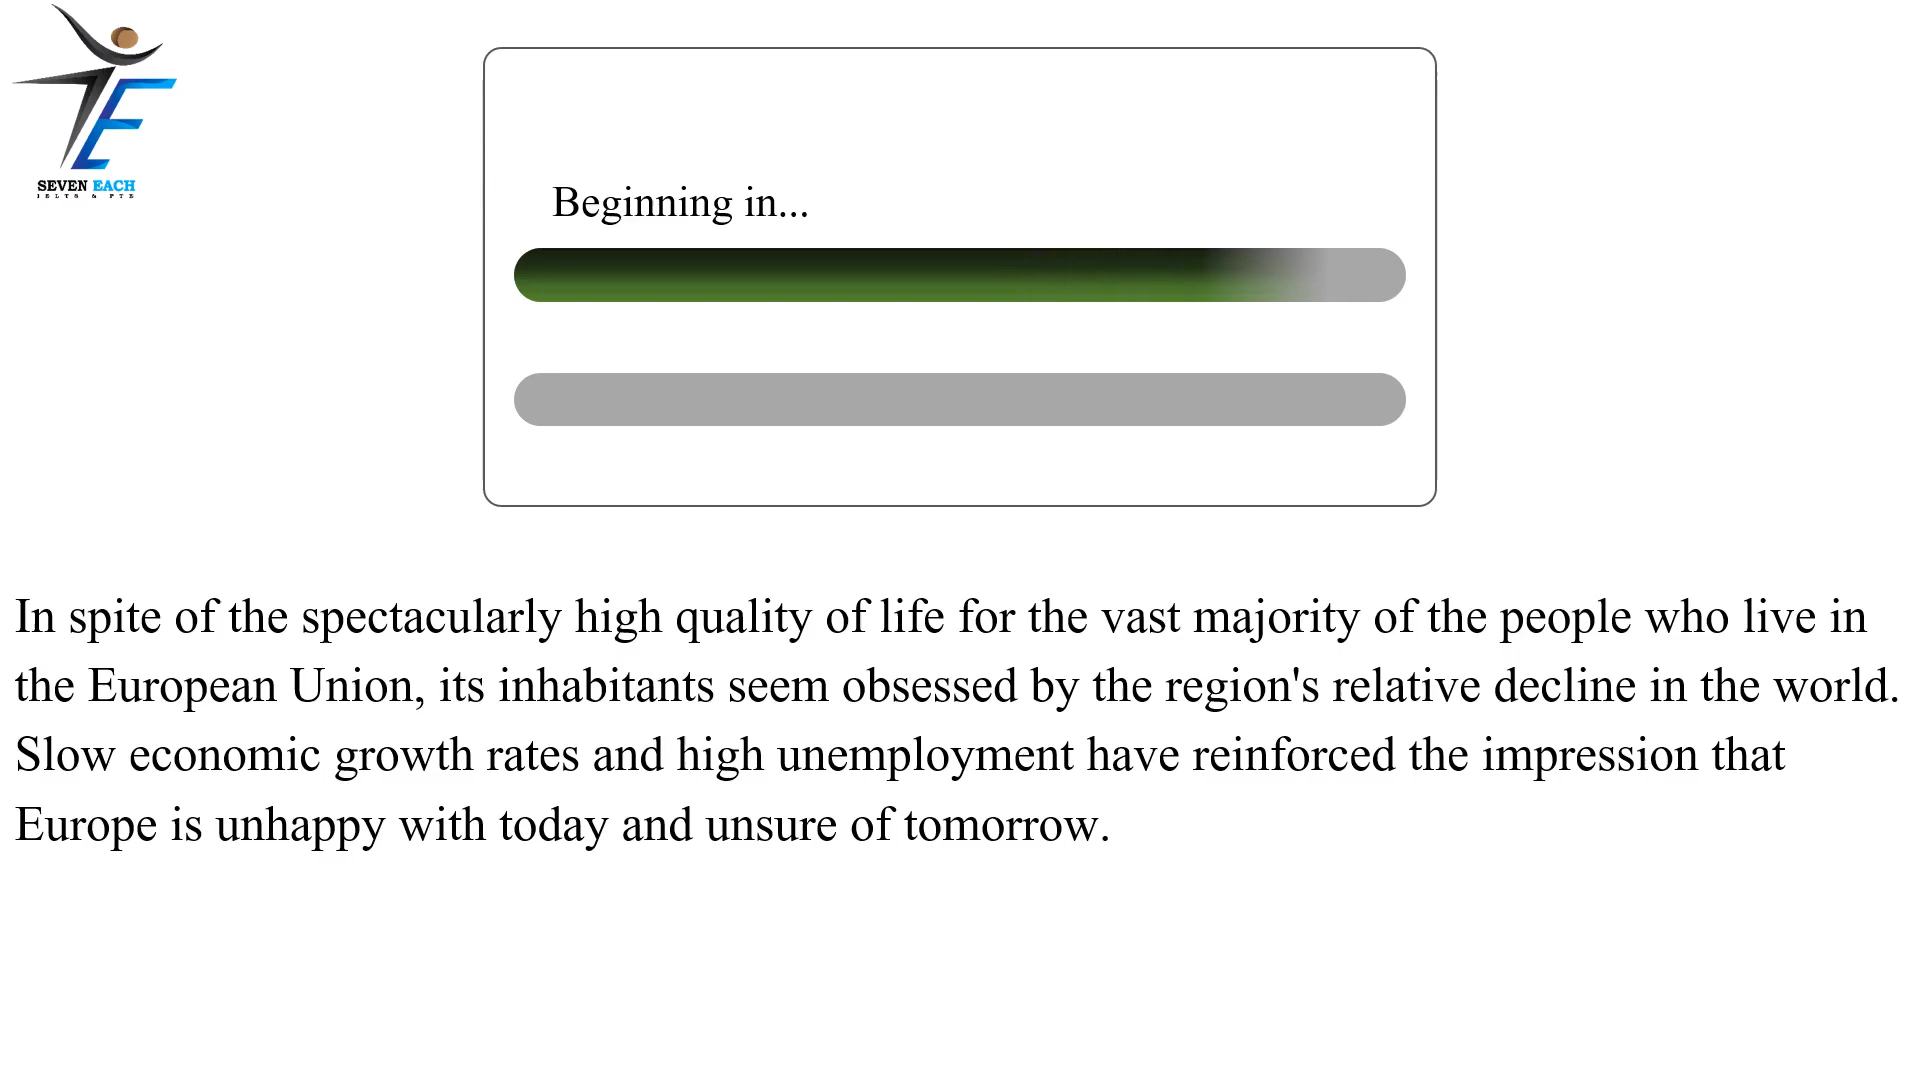 SEVEN EACH
IELTS & PTE
Beginning in...
In spite of the spectacularly high quality of life for the vast majority of the people who live in
the European Union, its inhabitants seem obsessed by the region's relative decline in the world.
Slow economic growth rates and high unemployment have reinforced the impression that
Europe is unhappy with today and unsure of tomorrow.